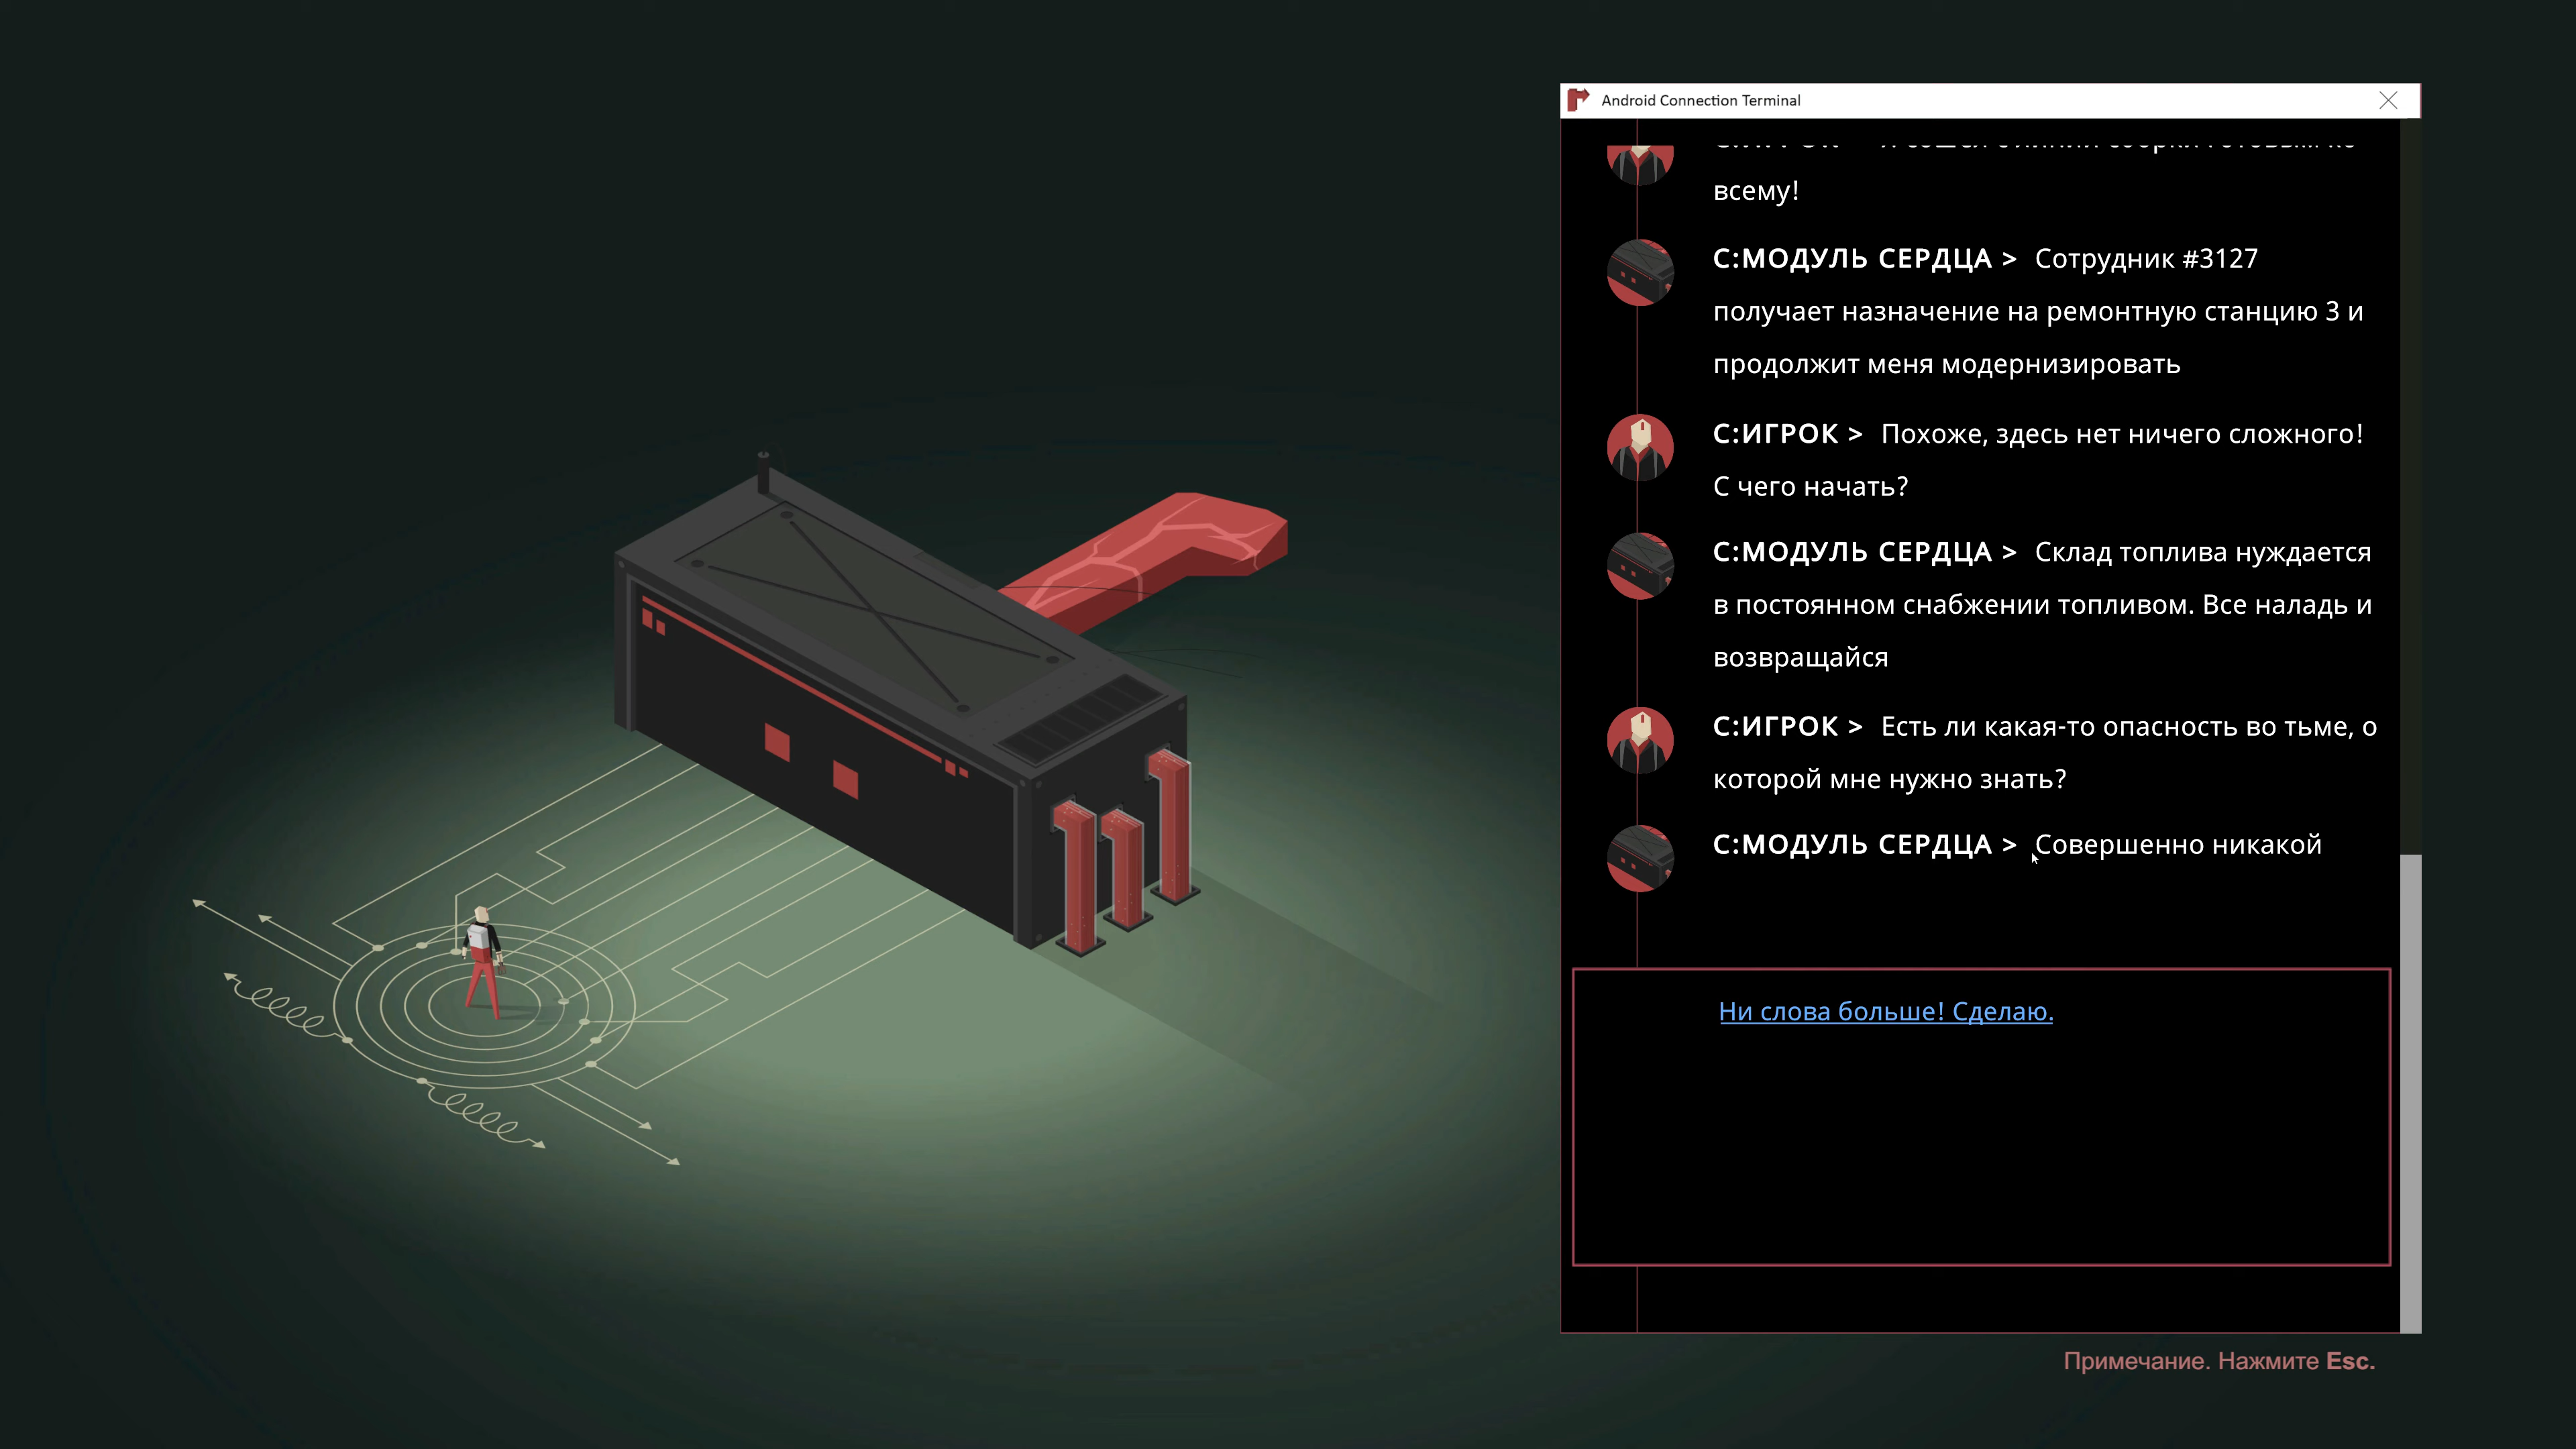 Android Connection Terminal
всему!
С:МОДУЛЬ СЕРДЦА > Сотрудник #3127
получает назначение на ремонтную станцию 3 и
продолжит меня модернизировать
С:ИГРОК > Похоже, здесь нет ничего сложного!
С чего начать?
С:МОДУЛЬ СЕРДЦА > Склад топлива нуждается
в постоянном снабжении топливом. Все наладь и
возвращайся
С:ИГРОК > Есть ли какая-то опасность во тьме, о
которой мне нужно знать?
С:МОДУЛЬ СЕРДЦА > Совершенно никакой
Ни слова больше! Сделаю.
Примечание. Нажмите Esc.